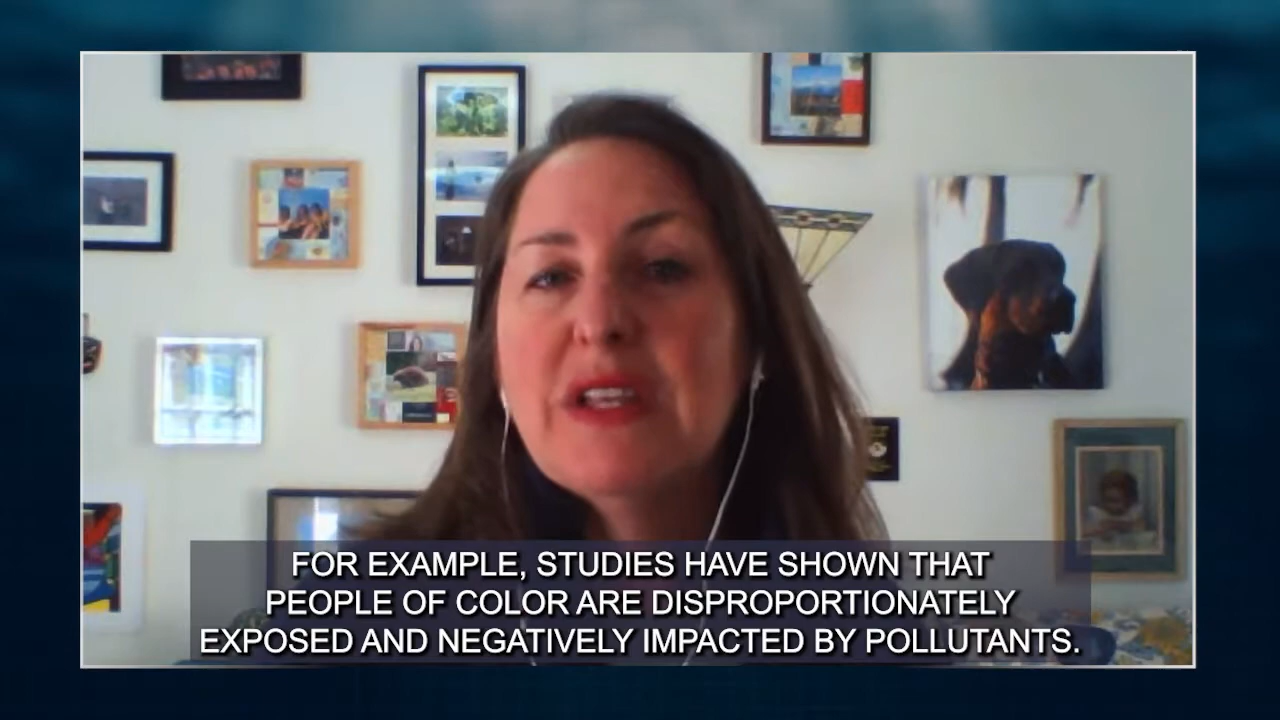 FOR EXAMPLE, STUDIES HAVE SHOWN THAT
PEOPLE OF COLOR ARE DISPROPORTIONATELY
EXPOSED AND NEGATIVELY IMPACTED BY POLLUTANTS.